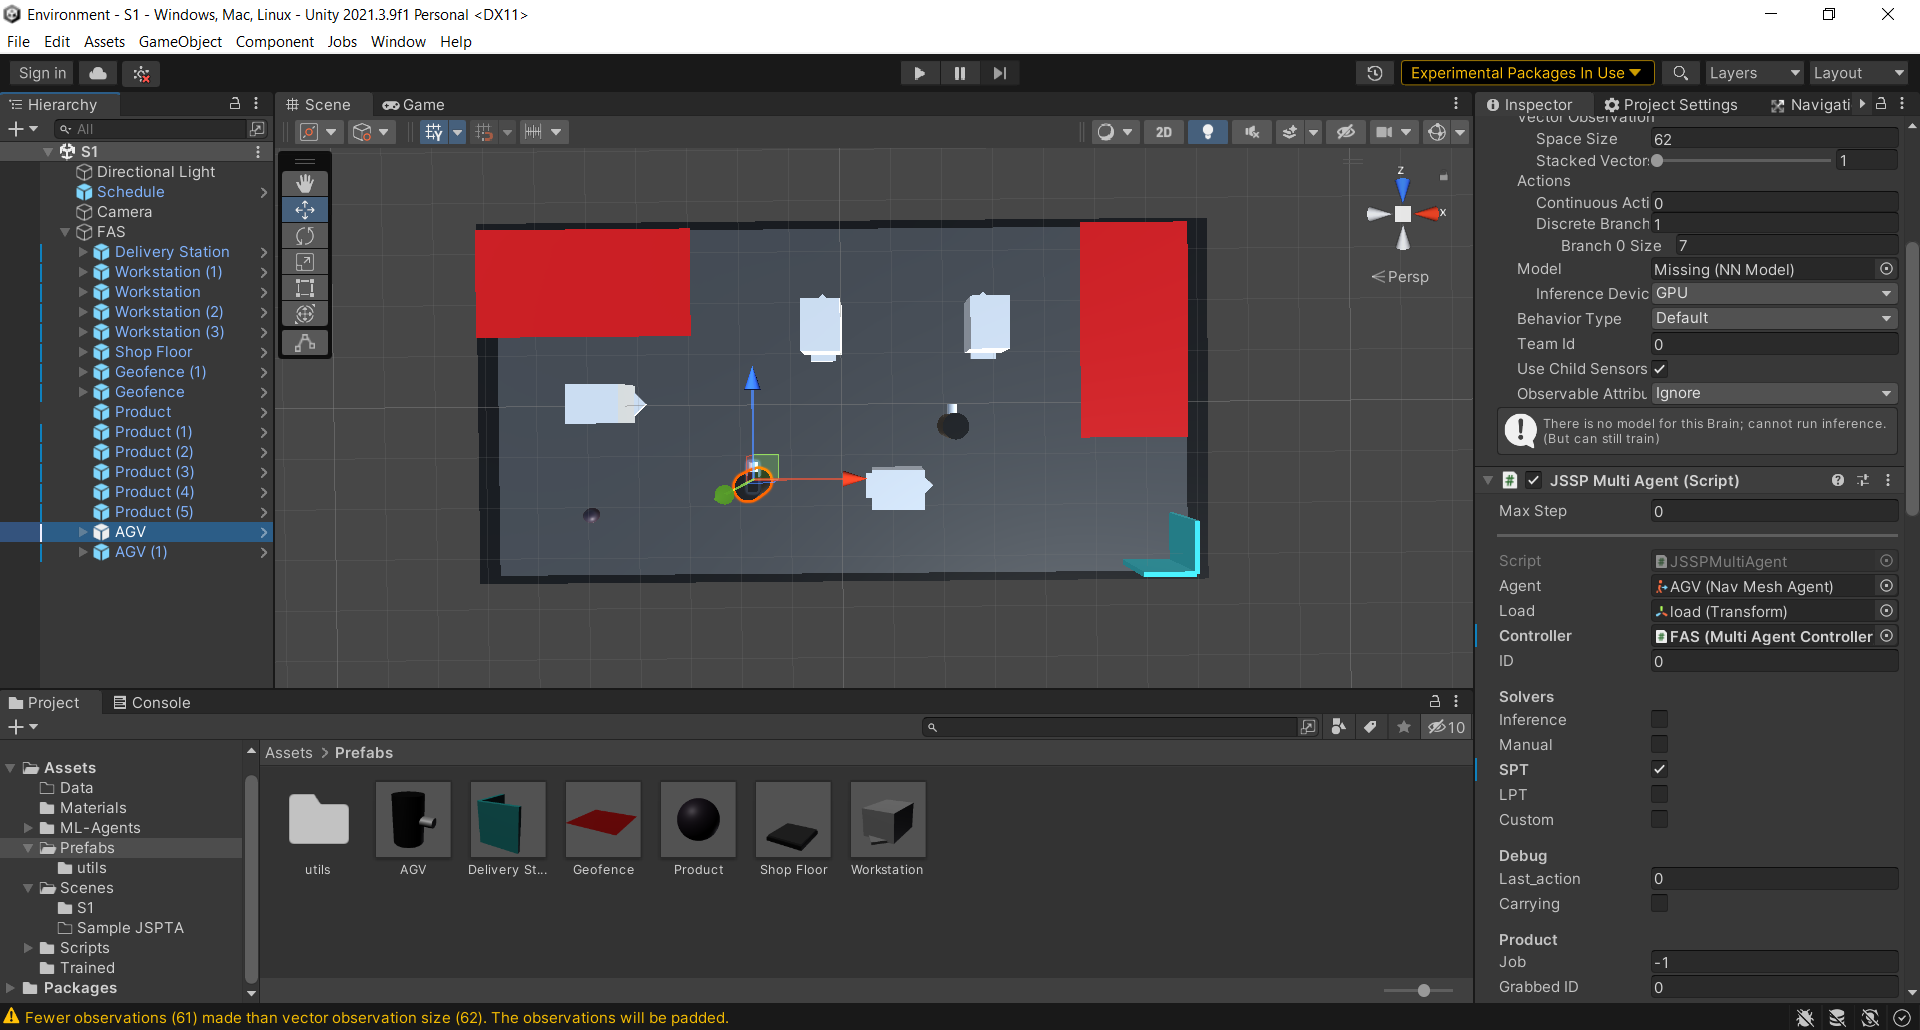 Environment - S1 - Windows, Mac, Linux - Unity 2021.3.9f1 Personal <DX11>
File Edit Assets GameObject Component Jobs Window Help
Sign in
Experimental Packages In Use
Layers
Layout
Hierarchy
All
S1
Directional Light
Schedule
Camera
FAS
Delivery Station
Workstation (1)
Workstation
Workstation (2)
Workstation (3)
Shop Floor
Geofence (1)
Geofence
Product
Product (1)
Product (2)
Product (3)
Product (4)
Product (5)
AGV
AGV (1)
Scene
Game
2D
z
x
Persp
Inspector
Project Settings
Navigati
Vector Observation
Space Size 62
Stacked Vector 1
Actions
Continuous Acti 0
Discrete Branch 1
Branch 0 Size 7
Model Missing (NN Model)
Inference Devic GPU
Behavior Type Default
Team Id 0
Use Child Sensors
Observable Attribu Ignore
There is no model for this Brain; cannot run inference.
(But can still train)
JSSP Multi Agent (Script)
Max Step 0
Script JSSPMultiAgent
Agent AGV (Nav Mesh Agent)
Load load (Transform)
Controller FAS (Multi Agent Controller
ID 0
Solvers
Inference
Manual
SPT
LPT
Custom
Debug
Last_action 0
Carrying
Product
Job -1
Grabbed ID 0
Project
Console
10
Assets
Data
Materials
ML-Agents
Prefabs
utils
Scenes
S1
Sample JSPTA
Scripts
Trained
Packages
Assets > Prefabs
utils
AGV
Delivery St...
Geofence
Product
Shop Floor
Workstation
Fewer observations (61) made than vector observation size (62). The observations will be padded.